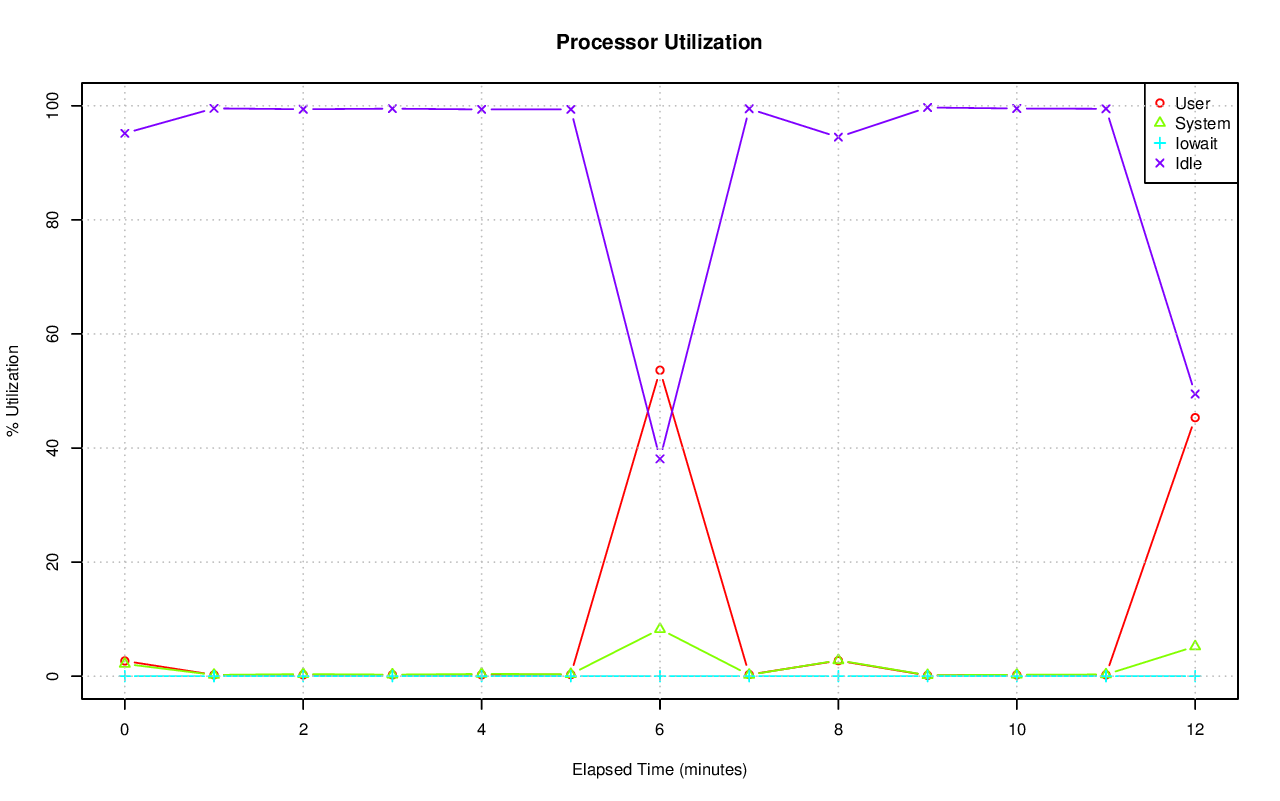 Processor Utilization
User
System
Iowait
Idle
% Utilization
100
80
60
40
20
0
0 2 4 6 8 10 12
Elapsed Time (minutes)